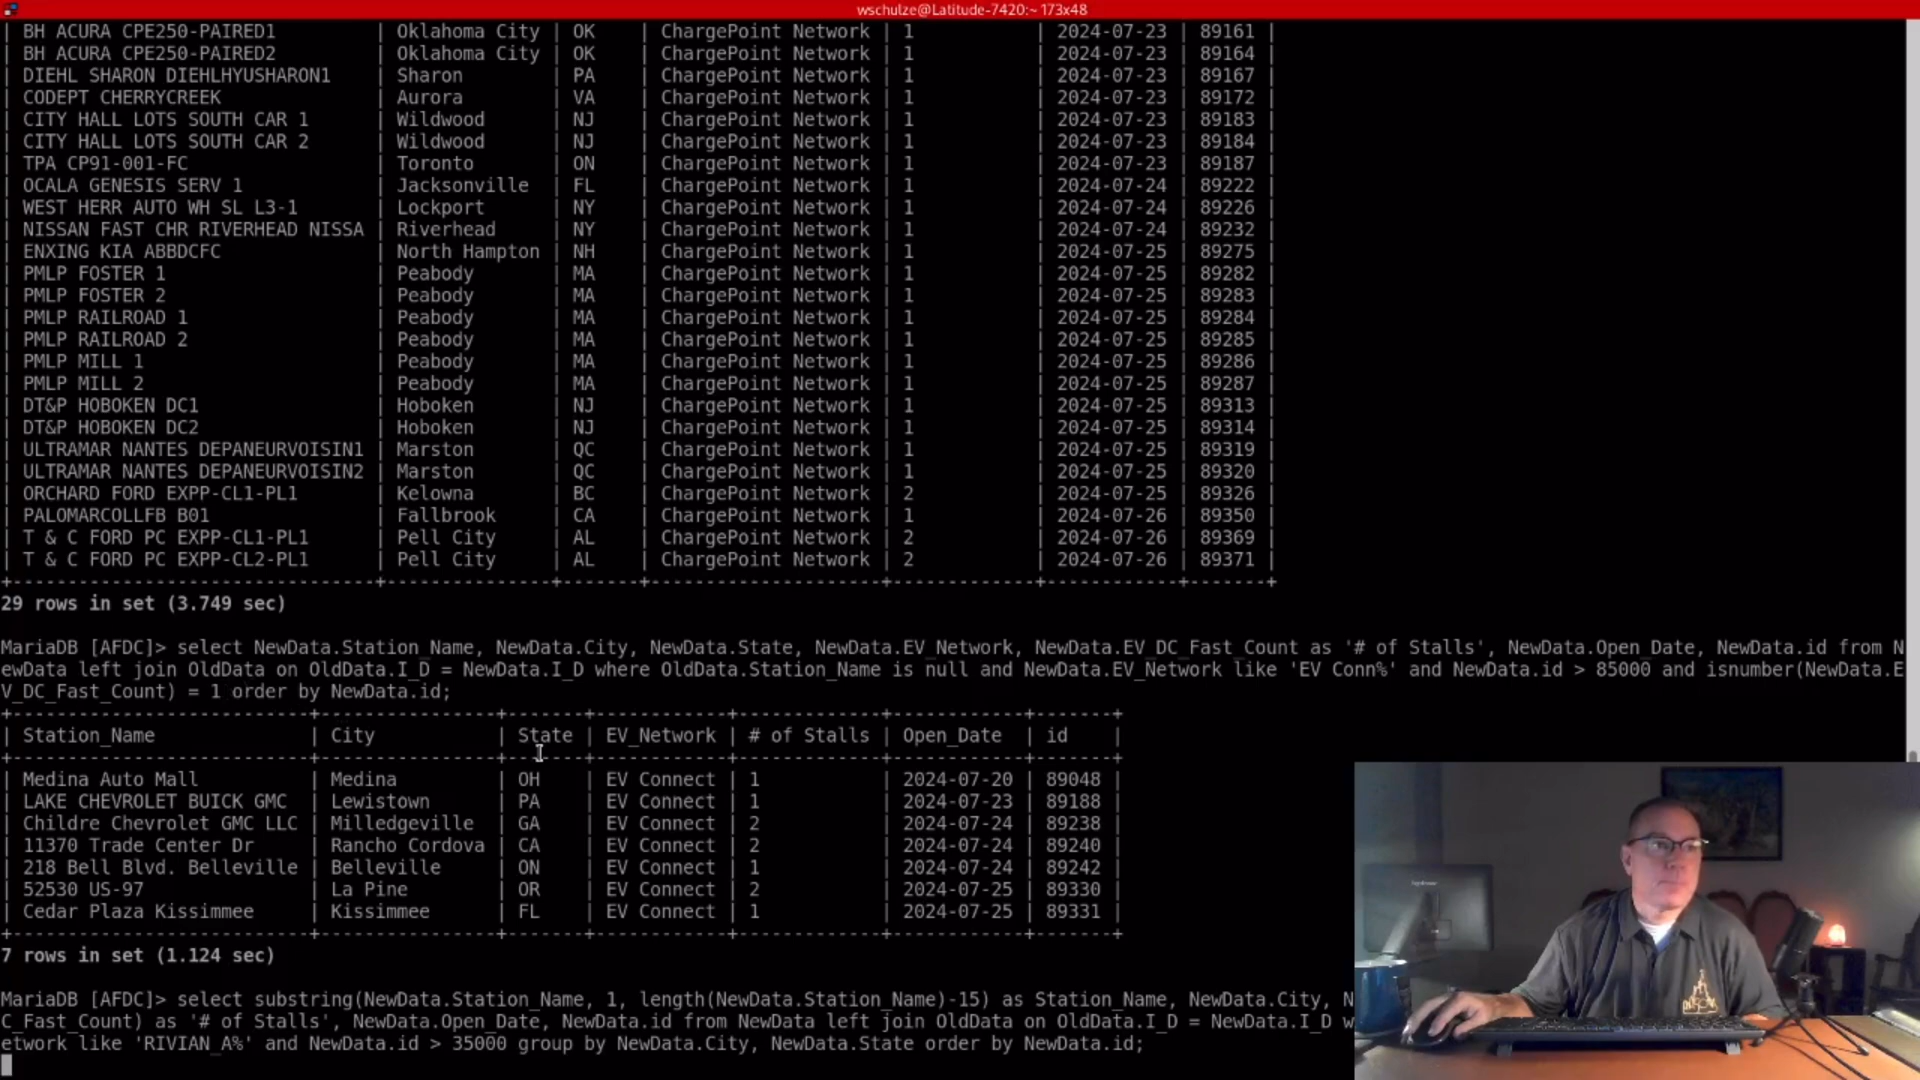 wschulze@Latitude-7420:~ 173x48
| BH ACURA CPE250-PAIRED1 | Oklahoma City | OK | ChargePoint Network | 1 | 2024-07-23 | 89161 |
| BH ACURA CPE250-PAIRED2 | Oklahoma City | OK | ChargePoint Network | 1 | 2024-07-23 | 89164 |
| DIEHL SHARON DIEHLHYUSHARON1 | Sharon | PA | ChargePoint Network | 1 | 2024-07-23 | 89167 |
| CODEPT CHERRYCREEK | Aurora | VA | ChargePoint Network | 1 | 2024-07-23 | 89172 |
| CITY HALL LOTS SOUTH CAR 1 | Wildwood | NJ | ChargePoint Network | 1 | 2024-07-23 | 89183 |
| CITY HALL LOTS SOUTH CAR 2 | Wildwood | NJ | ChargePoint Network | 1 | 2024-07-23 | 89184 |
| TPA CP91-001-FC | Toronto | ON | ChargePoint Network | 1 | 2024-07-23 | 89187 |
| OCALA GENESIS SERV 1 | Jacksonville | FL | ChargePoint Network | 1 | 2024-07-24 | 89222 |
| WEST HERR AUTO WH SL L3-1 | Lockport | NY | ChargePoint Network | 1 | 2024-07-24 | 89226 |
| NISSAN FAST CHR RIVERHEAD NISSA | Riverhead | NY | ChargePoint Network | 1 | 2024-07-24 | 89232 |
| ENXING KIA ABBDCFC | North Hampton | NH | ChargePoint Network | 1 | 2024-07-25 | 89275 |
| PMLP FOSTER 1 | Peabody | MA | ChargePoint Network | 1 | 2024-07-25 | 89282 |
| PMLP FOSTER 2 | Peabody | MA | ChargePoint Network | 1 | 2024-07-25 | 89283 |
| PMLP RAILROAD 1 | Peabody | MA | ChargePoint Network | 1 | 2024-07-25 | 89284 |
| PMLP RAILROAD 2 | Peabody | MA | ChargePoint Network | 1 | 2024-07-25 | 89285 |
| PMLP MILL 1 | Peabody | MA | ChargePoint Network | 1 | 2024-07-25 | 89286 |
| PMLP MILL 2 | Peabody | MA | ChargePoint Network | 1 | 2024-07-25 | 89287 |
| DT&P HOBOKEN DC1 | Hoboken | NJ | ChargePoint Network | 1 | 2024-07-25 | 89313 |
| DT&P HOBOKEN DC2 | Hoboken | NJ | ChargePoint Network | 1 | 2024-07-25 | 89314 |
| ULTRAMAR NANTES DEPANEURVOISIN1 | Marston | QC | ChargePoint Network | 1 | 2024-07-25 | 89319 |
| ULTRAMAR NANTES DEPANEURVOISIN2 | Marston | QC | ChargePoint Network | 1 | 2024-07-25 | 89320 |
| ORCHARD FORD EXPP-CL1-PL1 | Kelowna | BC | ChargePoint Network | 2 | 2024-07-25 | 89326 |
| PALOMARCOLLFB B01 | Fallbrook | CA | ChargePoint Network | 1 | 2024-07-26 | 89350 |
| T & C FORD PC EXPP-CL1-PL1 | Pell City | AL | ChargePoint Network | 2 | 2024-07-26 | 89369 |
| T & C FORD PC EXPP-CL2-PL1 | Pell City | AL | ChargePoint Network | 2 | 2024-07-26 | 89371 |
29 rows in set (3.749 sec)
MariaDB [AFDC]> select NewData.Station_Name, NewData.City, NewData.State, NewData.EV_Network, NewData.EV_DC_Fast_Count as '# of Stalls', NewData.Open_Date, NewData.id from N
ewData left join OldData on OldData.I_D = NewData.I_D where OldData.Station_Name is null and NewData.EV_Network like 'EV Conn%' and NewData.id > 85000 and isnumber(NewData.E
V_DC_Fast_Count) = 1 order by NewData.id;
| Station_Name | City | State | EV_Network | # of Stalls | Open_Date | id |
| Medina Auto Mall | Medina | OH | EV Connect | 1 | 2024-07-20 | 89048 |
| LAKE CHEVROLET BUICK GMC | Lewistown | PA | EV Connect | 1 | 2024-07-23 | 89188 |
| Childre Chevrolet GMC LLC | Milledgeville | GA | EV Connect | 2 | 2024-07-24 | 89238 |
| 11370 Trade Center Dr | Rancho Cordova | CA | EV Connect | 2 | 2024-07-24 | 89240 |
| 218 Bell Blvd. Belleville | Belleville | ON | EV Connect | 1 | 2024-07-24 | 89242 |
| 52530 US-97 | La Pine | OR | EV Connect | 2 | 2024-07-25 | 89330 |
| Cedar Plaza Kissimmee | Kissimmee | FL | EV Connect | 1 | 2024-07-25 | 89331 |
7 rows in set (1.124 sec)
MariaDB [AFDC]> select substring(NewData.Station_Name, 1, length(NewData.Station_Name)-15) as Station_Name, NewData.City, N
C_Fast_Count) as '# of Stalls', NewData.Open_Date, NewData.id from NewData left join OldData on OldData.I_D = NewData.I_D w
etwork like 'RIVIAN_A%' and NewData.id > 35000 group by NewData.City, NewData.State order by NewData.id;